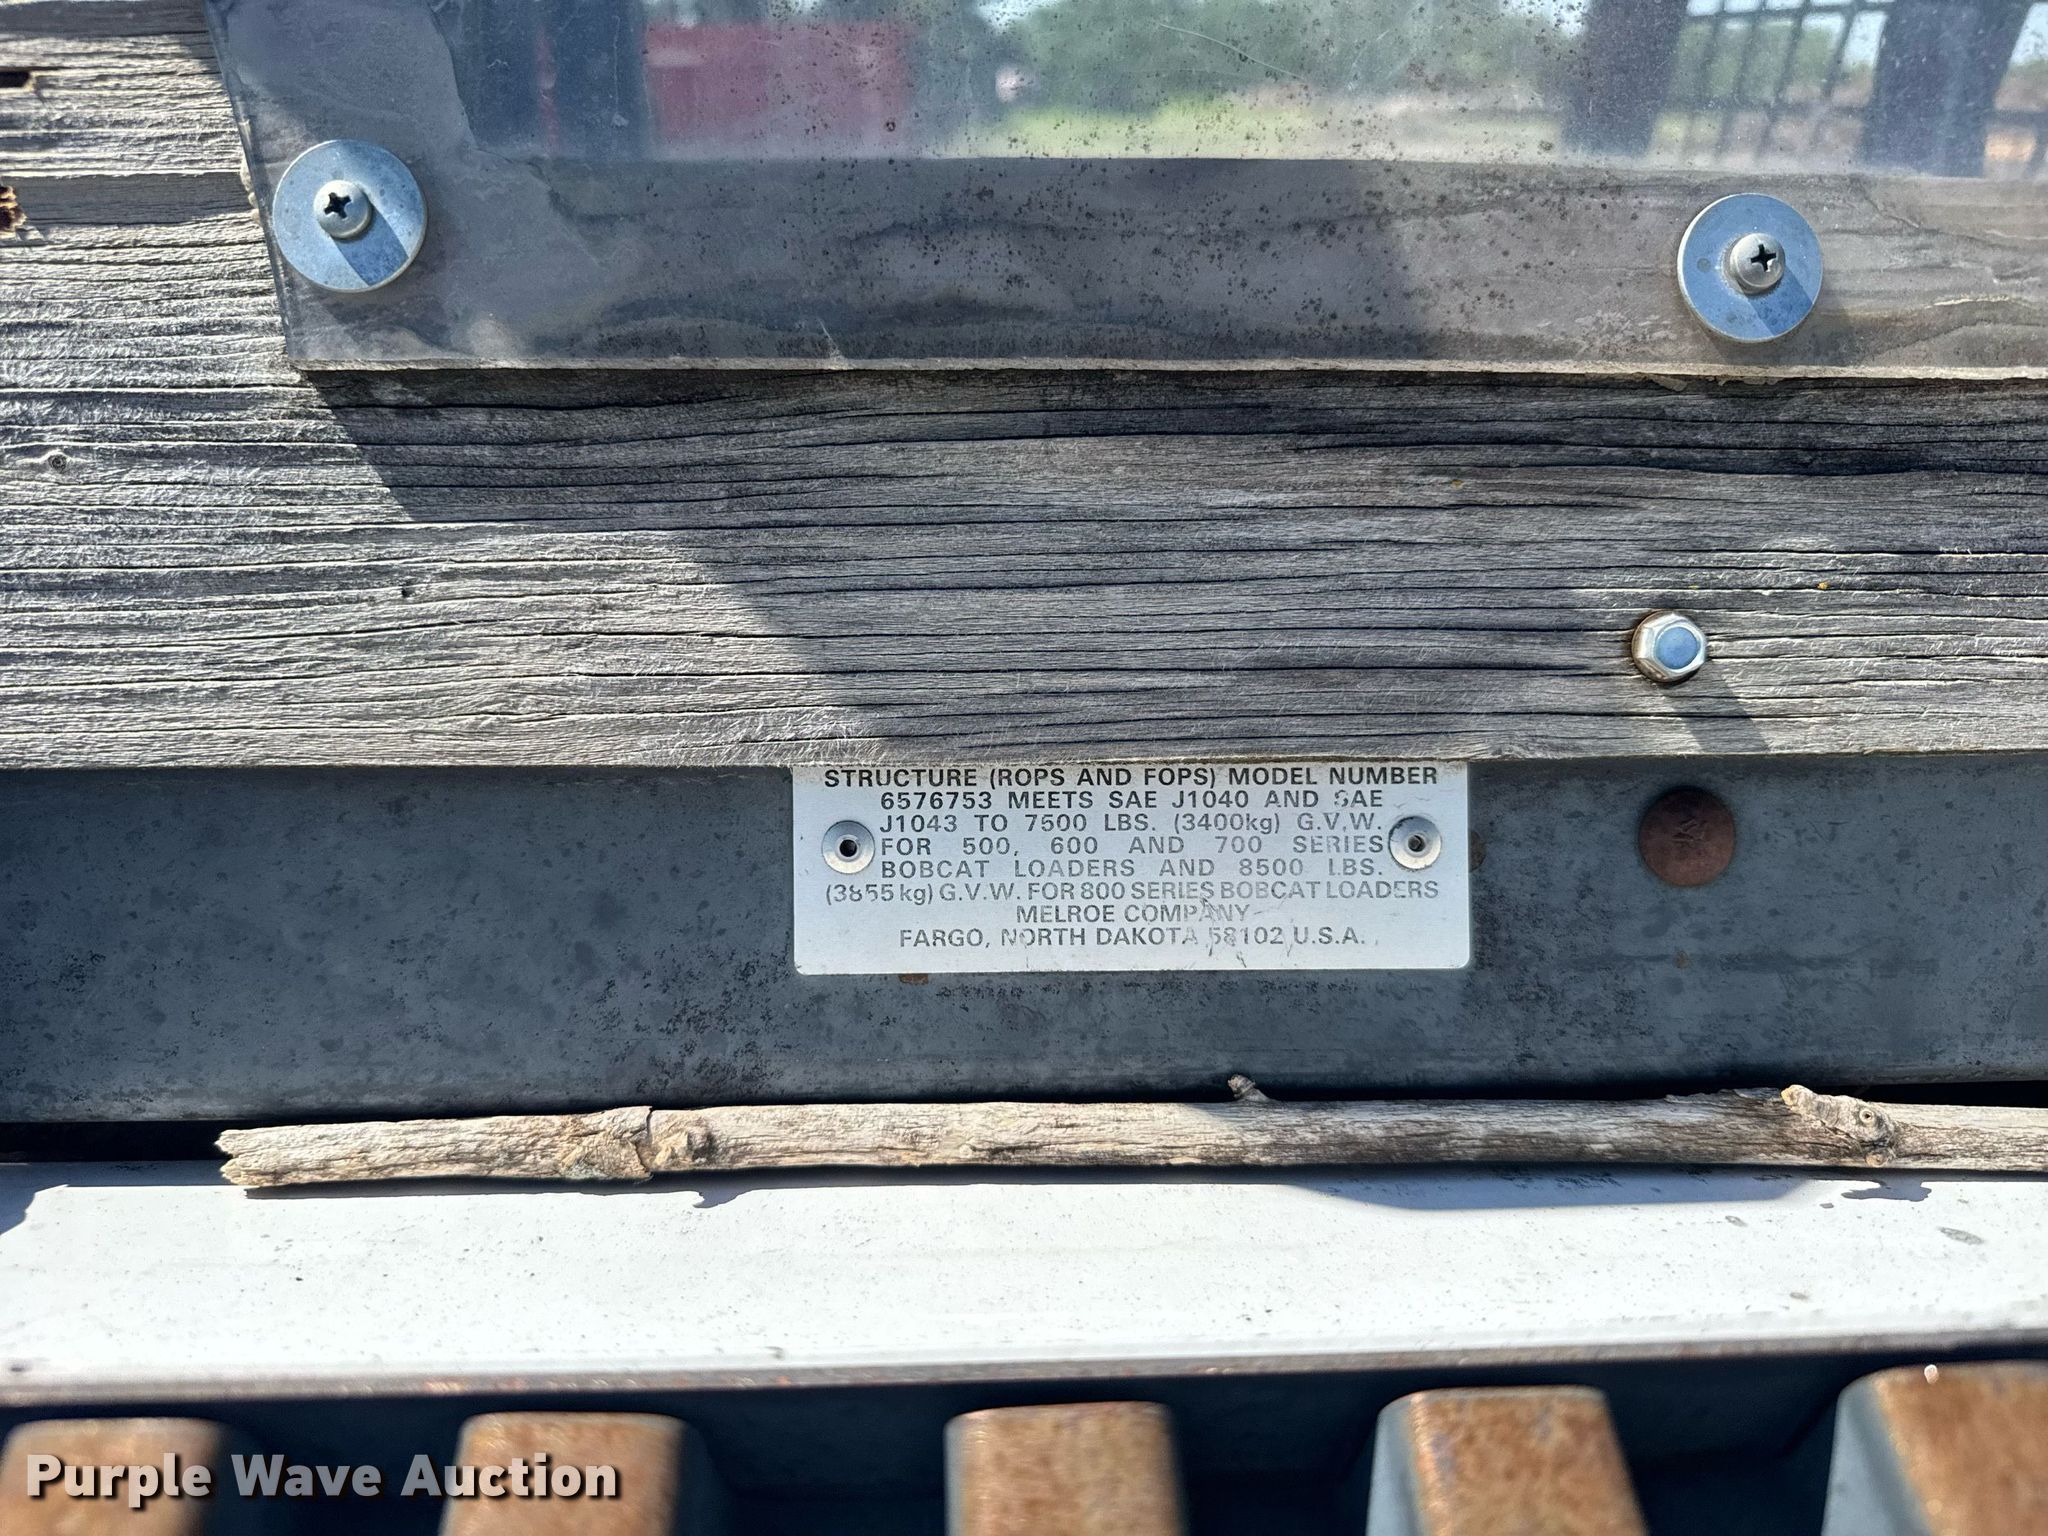 STRUCTURE (ROPS AND FOPS) MODEL NUMBER
6576753 MEETS SAE J1040 AND SAE
J1043 TO 7500 LBS. (3400kg) G.V.W.
FOR 500, 600 AND 700 SERIES
BOBCAT LOADERS AND 8500 LBS.
(3855kg) G.V.W. FOR 800 SERIES BOBCAT LOADERS
MELROE COMPANY
FARGO, NORTH DAKOTA 58102 U.S.A.
Purple Wave Auction